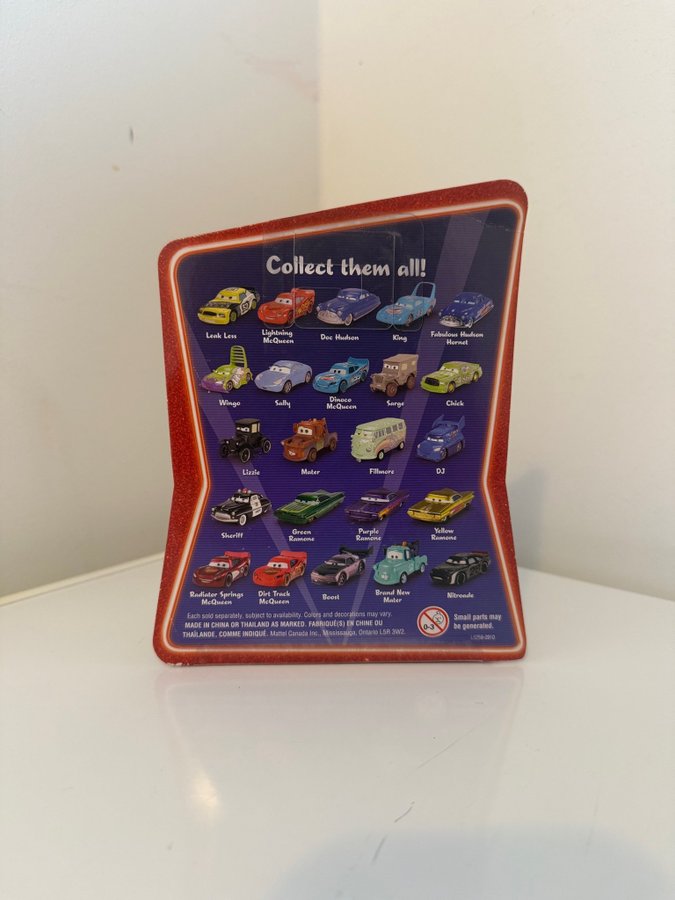 Collect them all!
Leak Less
Lightning
McQueen
Doc Hudson
King
Fabulous Hudson
Hornet
Wingo
Sally
Dinoco
McQueen
Sarge
Chick
Lizzie
Mater
Fillmore
DJ
Sheriff
Green
Ramone
Purple
Ramone
Yellow
Ramone
Radiator Springs
McQueen
Dirt Track
McQueen
Boost
Brand New
Mater
Nitroade
Each sold separately, subject to availability. Colors and decorations may vary.
MADE IN CHINA OR THAILAND AS MARKED. FABRIQUÉ(S) EN CHINE OU
THAÏLANDE. COMME INDIQUÉ. Mattel Canada Inc., Mississauga, Ontario L5R 3W2.
0-3
Small parts may
be generated.